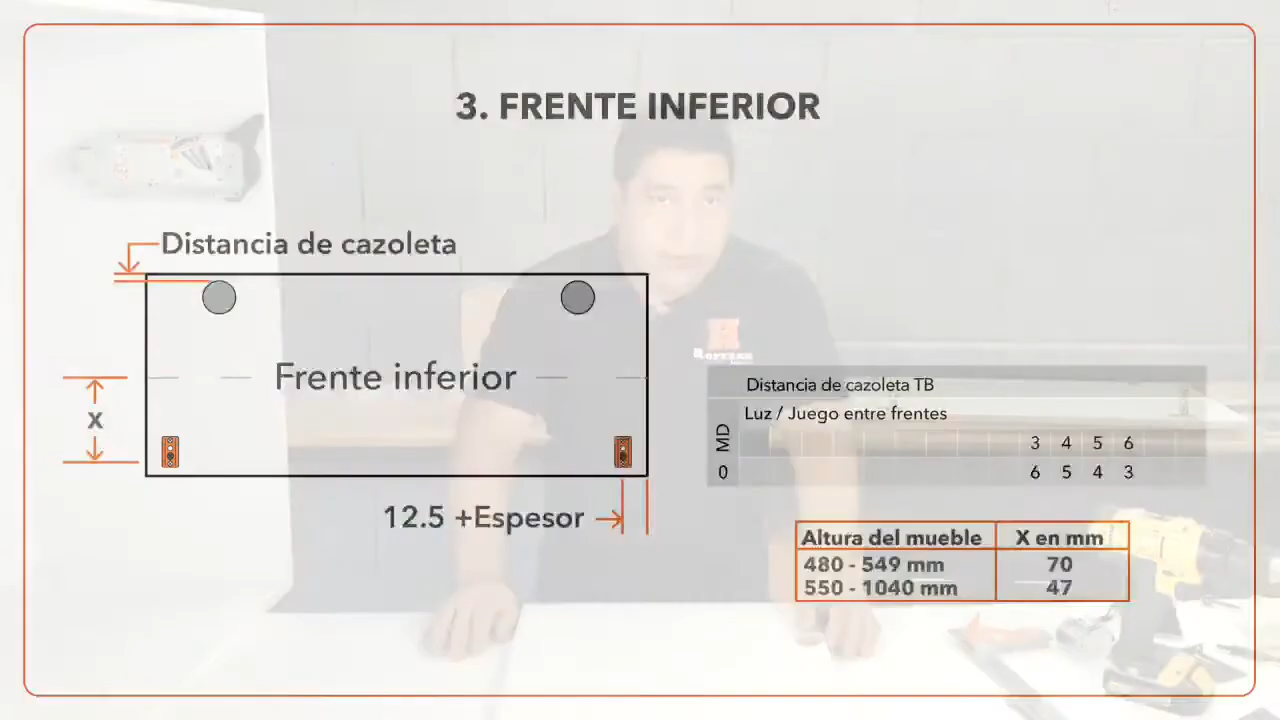 3. FRENTE INFERIOR
Distancia de cazoleta
Frente inferior
X
12.5 +Espesor
Distancia de cazoleta TB
Luz / Juego entre frentes
MD
3 4 5 6
0 6 5 4 3
Altura del mueble X en mm
480 - 549 mm 70
550 - 1040 mm 47